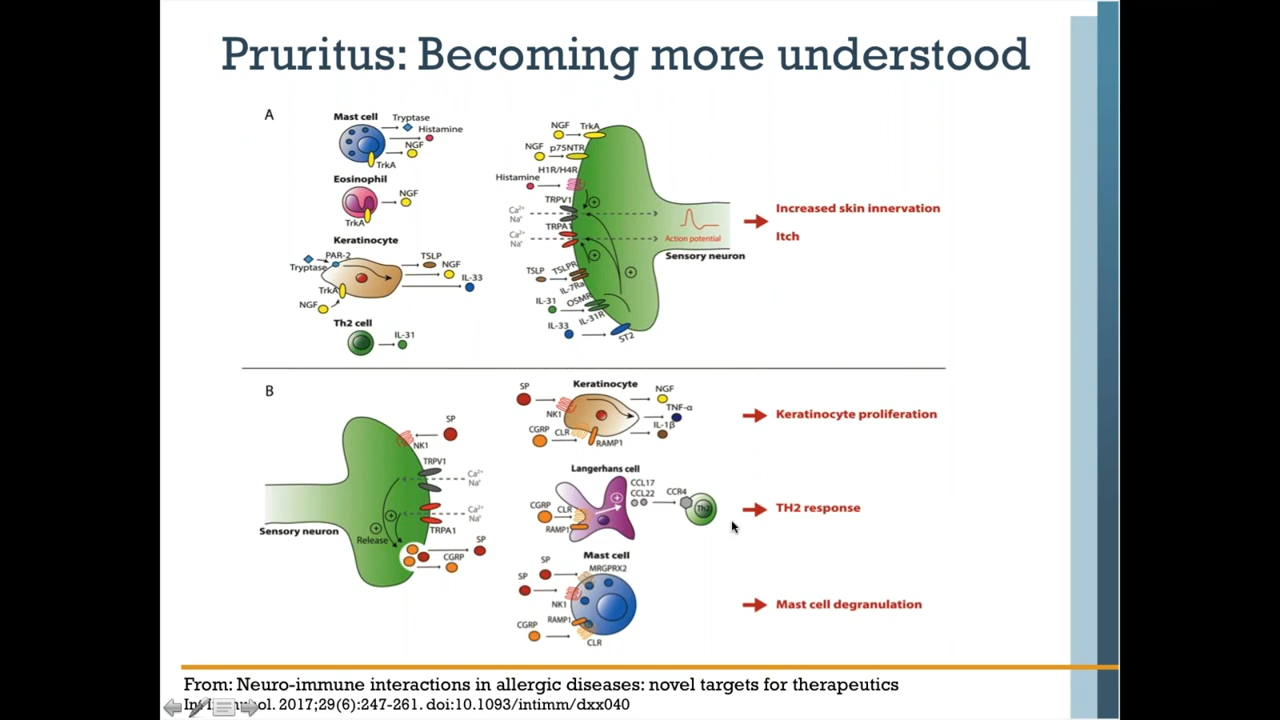 Pruritus: Becoming more understood
A
Mast cell
Tryptase
Histamine
NGF
TrkA
Eosinophil
NGF
TrkA
Keratinocyte
PAR-2
Tryptase
TSLP
NGF
IL-33
TrkA
NGF
Th2 cell
IL-31
NGF TrkA
NGF p75NTR
H1R/H4R
Histamine
TRPV1
Ca2+
Na+
TRPA1
Ca2+
Na+
Action potential
Sensory neuron
TSLP TSLPR
IL-7Ra
IL-31 OSMR
IL-31R
IL-33
ST2
Increased skin innervation
Itch
B
SP
NK1
TRPV1
Ca2+
Na+
Ca2+
Na+
TRPA1
Sensory neuron
Release
SP
CGRP
Keratinocyte
SP
NK1
NGF
TNF-α
IL-1β
CGRP CLR
RAMP1
Keratinocyte proliferation
Langerhans cell
CCL17
CCL22
CCR4
Th2
CGRP CLR
RAMP1
TH2 response
Mast cell
SP
MRGPRX2
SP
NK1
RAMP1
CGRP
CLR
Mast cell degranulation
From: Neuro-immune interactions in allergic diseases: novel targets for therapeutics
2017;29(6):247-261. doi:10.1093/intimm/dxx040